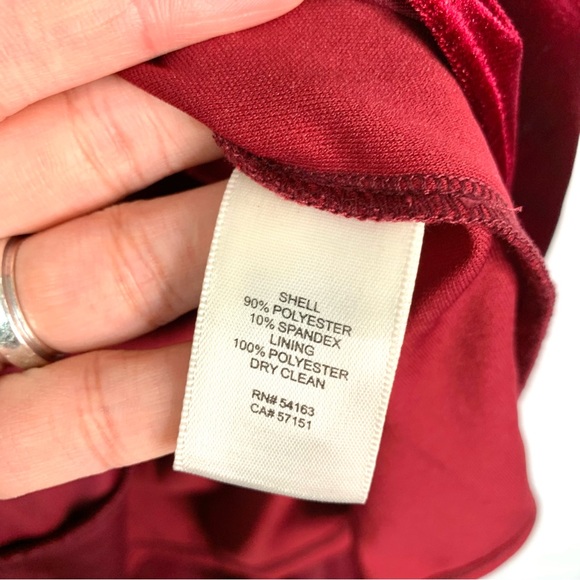 SHELL
90% POLYESTER
10% SPANDEX
LINING
100% POLYESTER
DRY CLEAN
RN# 54163
CA# 57151